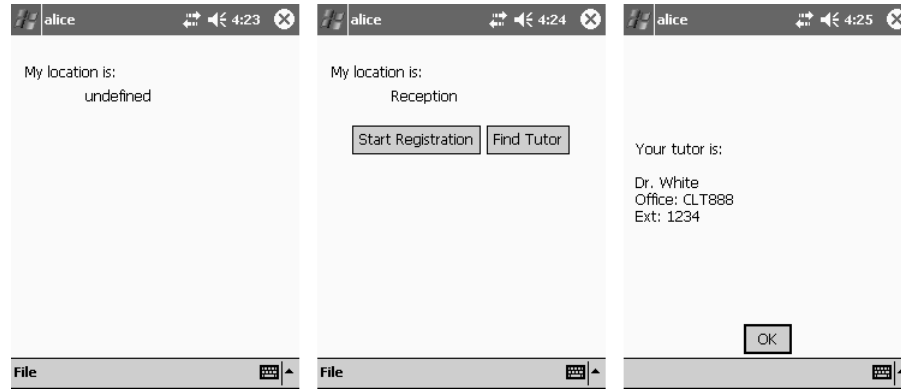 alice 4:23
My location is:
undefined
File
alice 4:24
My location is:
Reception
Start Registration Find Tutor
File
alice 4:25
Your tutor is:
Dr. White
Office: CLT888
Ext: 1234
OK